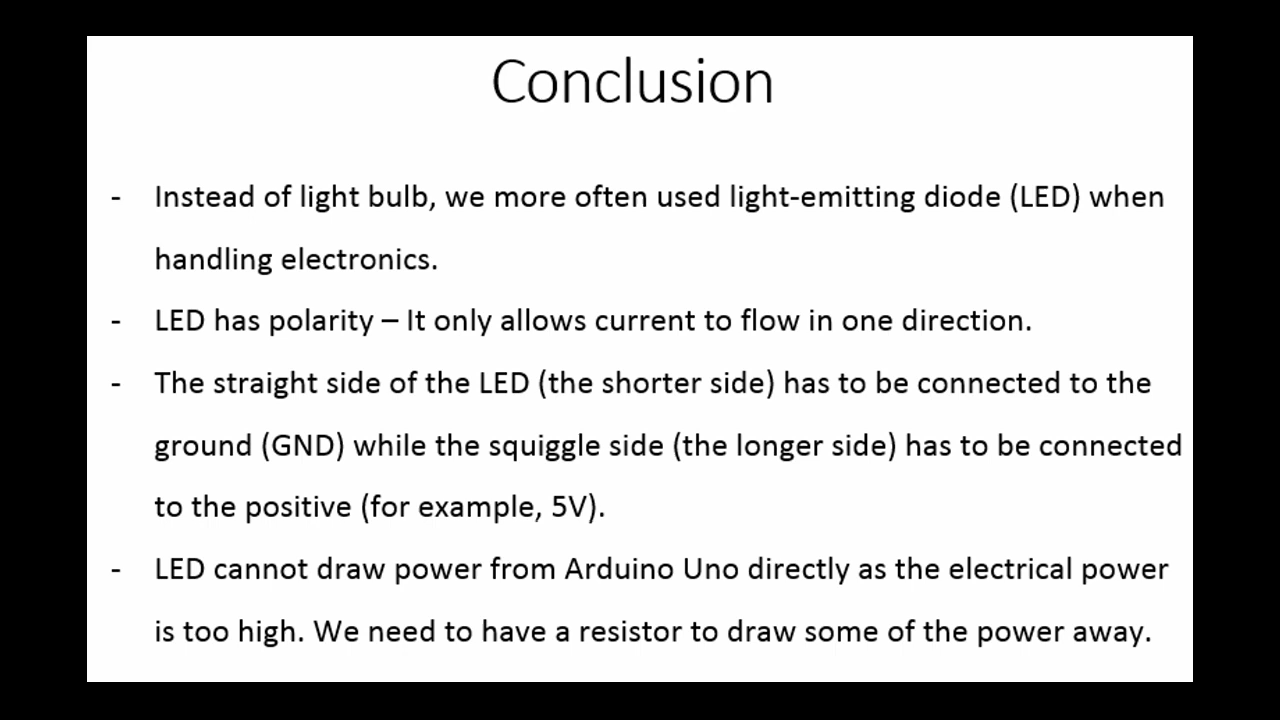 Conclusion
- Instead of light bulb, we more often used light-emitting diode (LED) when
handling electronics.
- LED has polarity – It only allows current to flow in one direction.
- The straight side of the LED (the shorter side) has to be connected to the
ground (GND) while the squiggle side (the longer side) has to be connected
to the positive (for example, 5V).
- LED cannot draw power from Arduino Uno directly as the electrical power
is too high. We need to have a resistor to draw some of the power away.